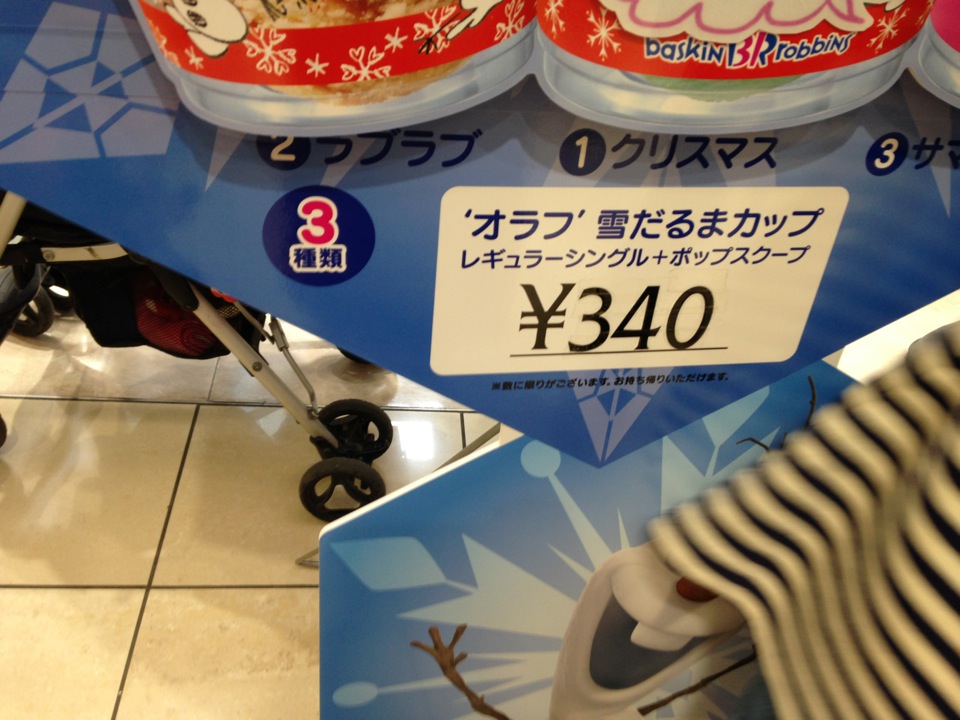 baskin BR robbins
2 ラブラブ
1 クリスマス
3 サマ
3
種類
'オラフ' 雪だるまカップ
レギュラーシングル+ポップスクープ
¥340
※数に限りがございます。お持ち帰りいただけます。